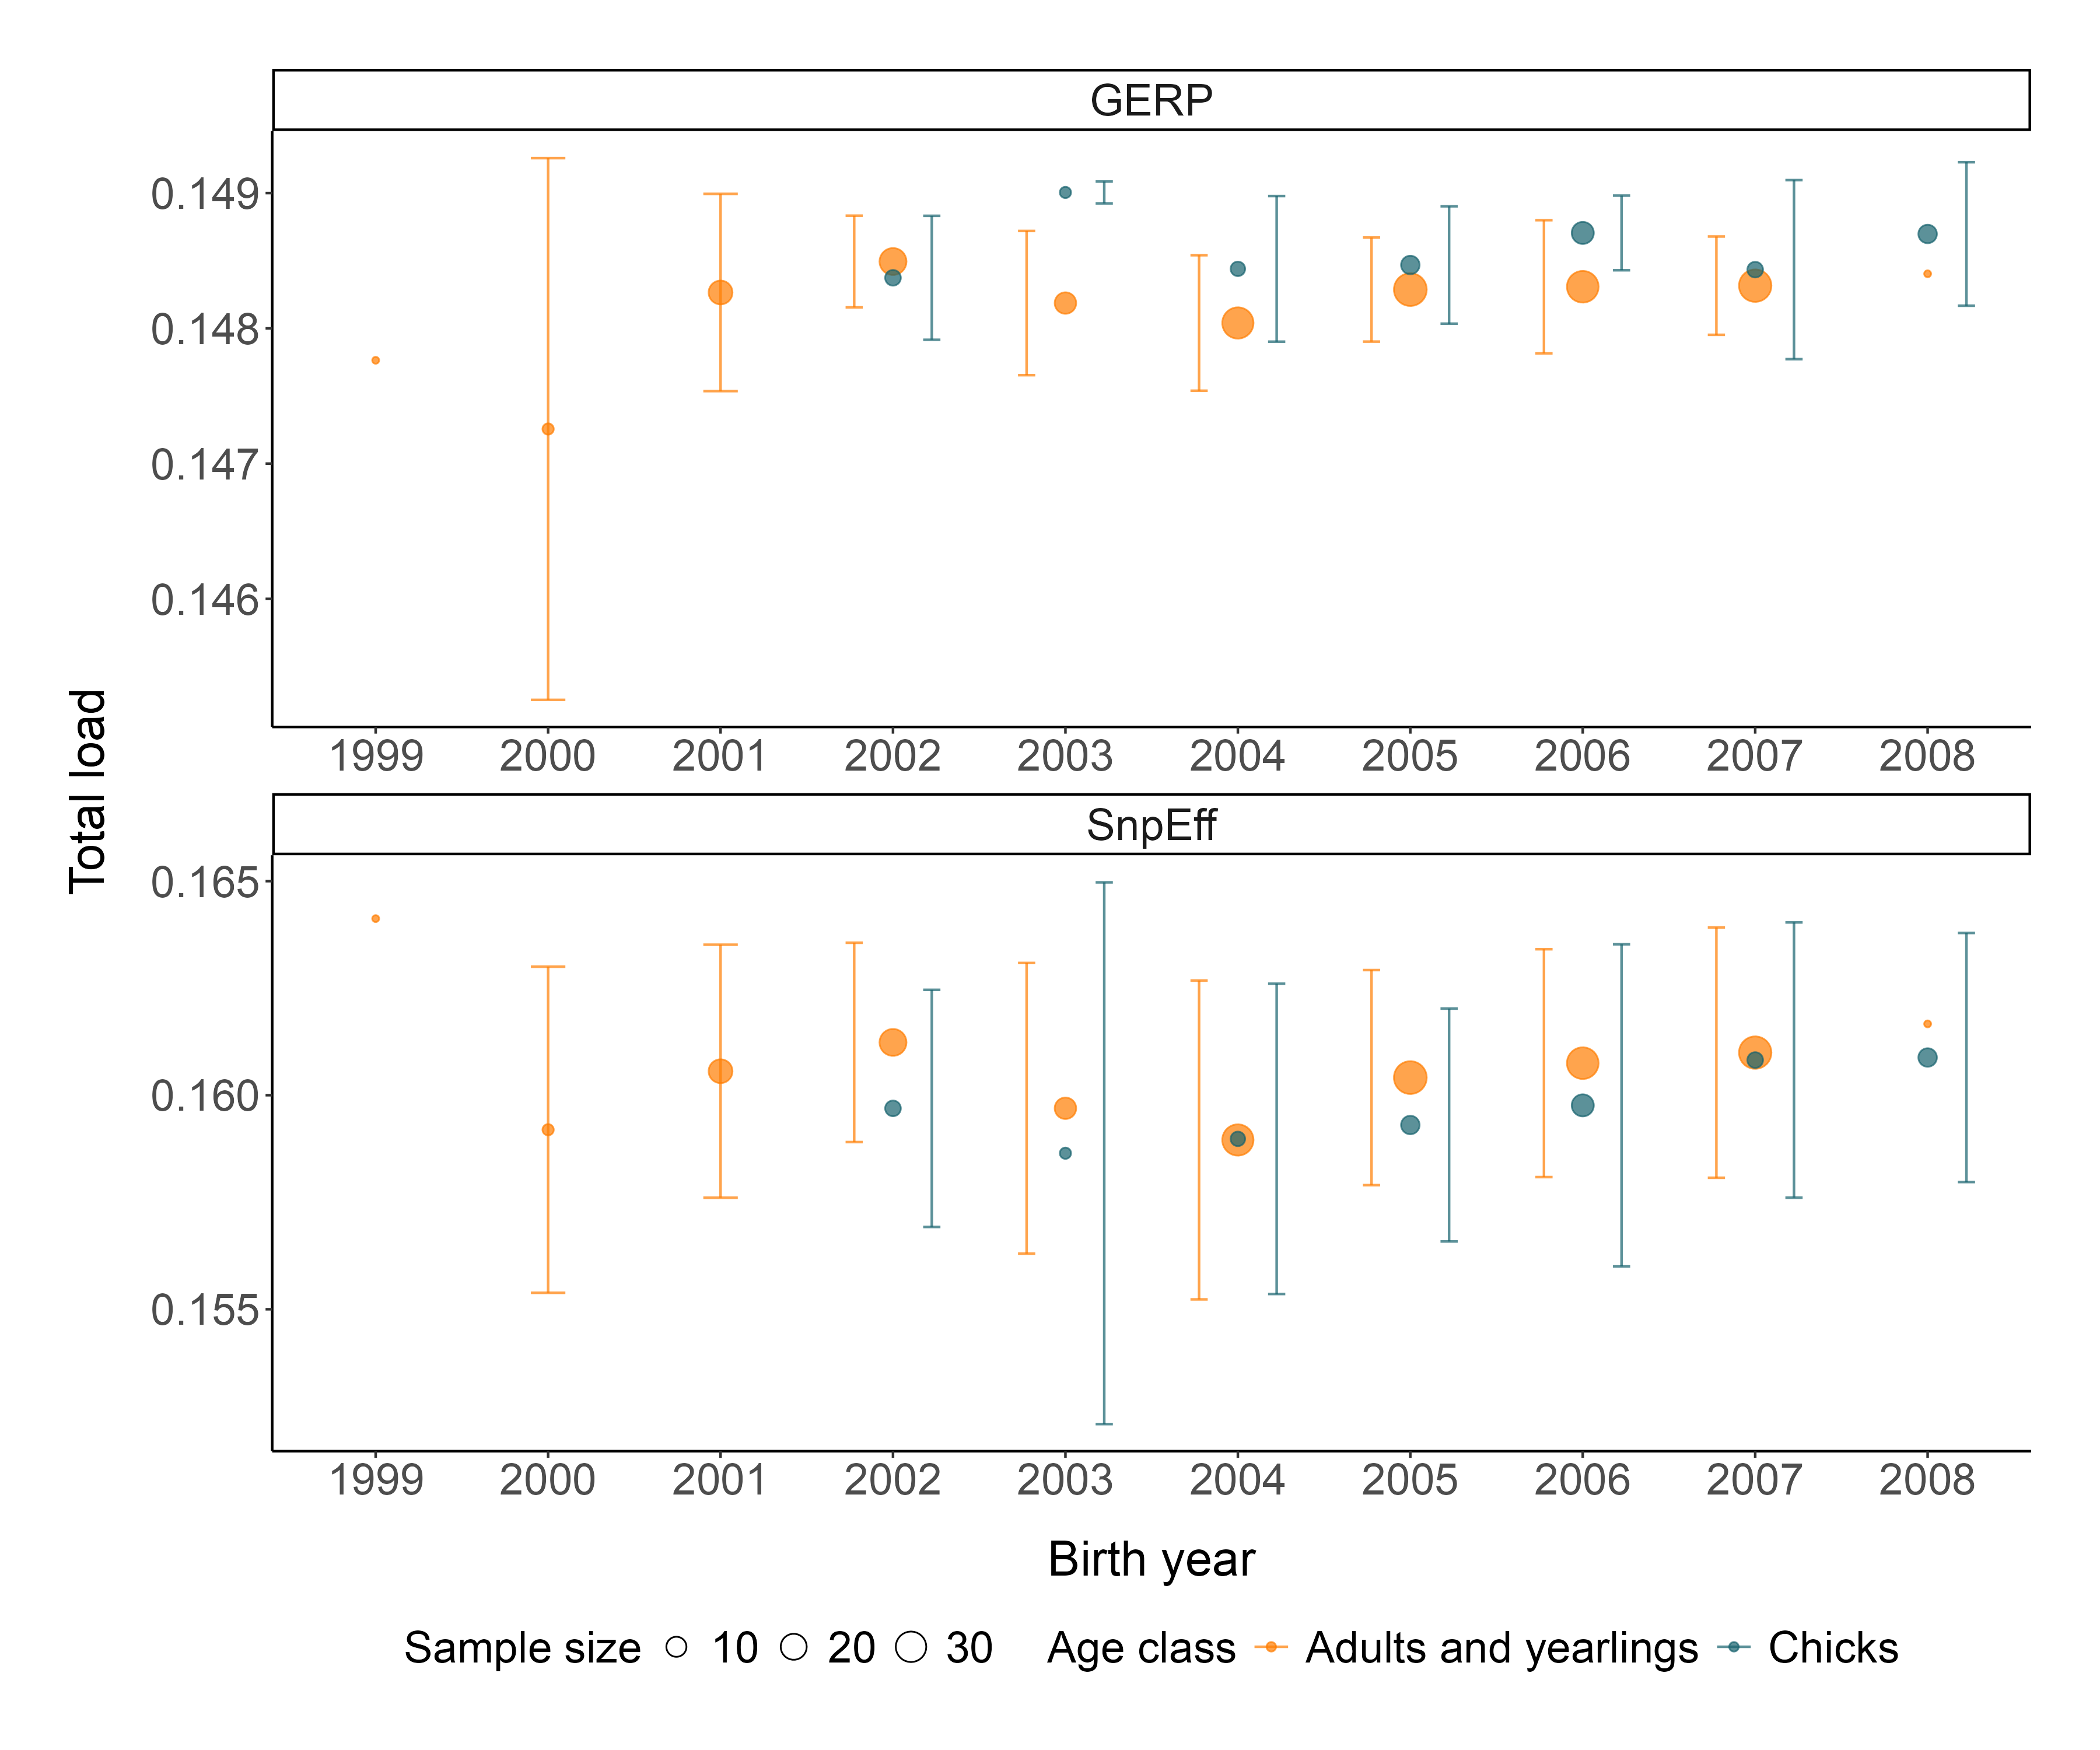 GERP
0.149
0.148
0.147
0.146
1999 2000 2001 2002 2003 2004 2005 2006 2007 2008
Total load
SnpEff
0.165
0.160
0.155
1999 2000 2001 2002 2003 2004 2005 2006 2007 2008
Birth year
Sample size 10 20 30 Age class Adults and yearlings Chicks